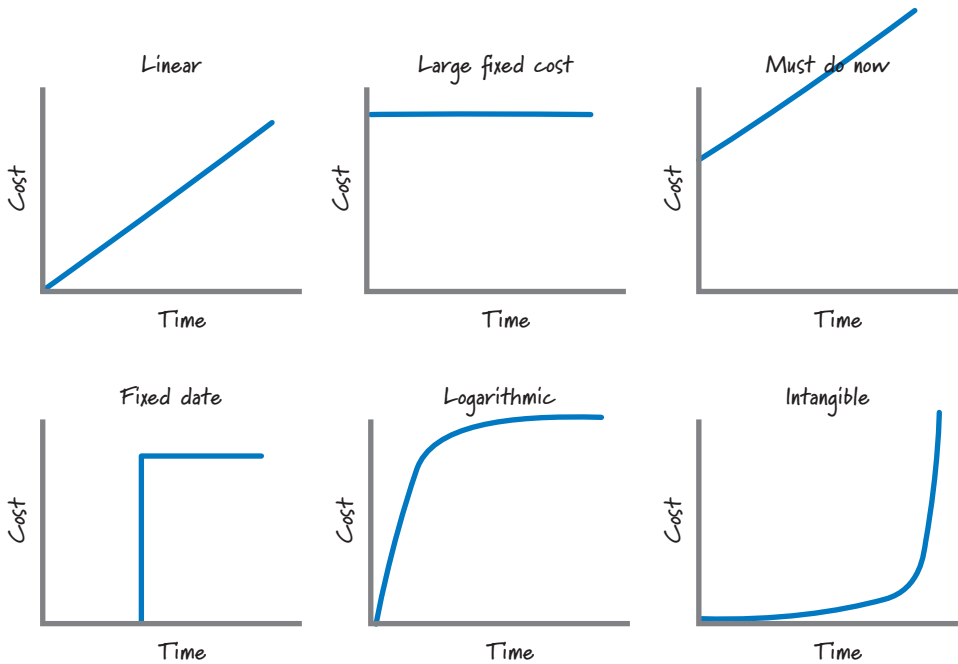 Linear
Large fixed cost
Must do now
Cost
Cost
Cost
Time
Time
Time
Fixed date
Logarithmic
Intangible
Cost
Cost
Cost
Time
Time
Time